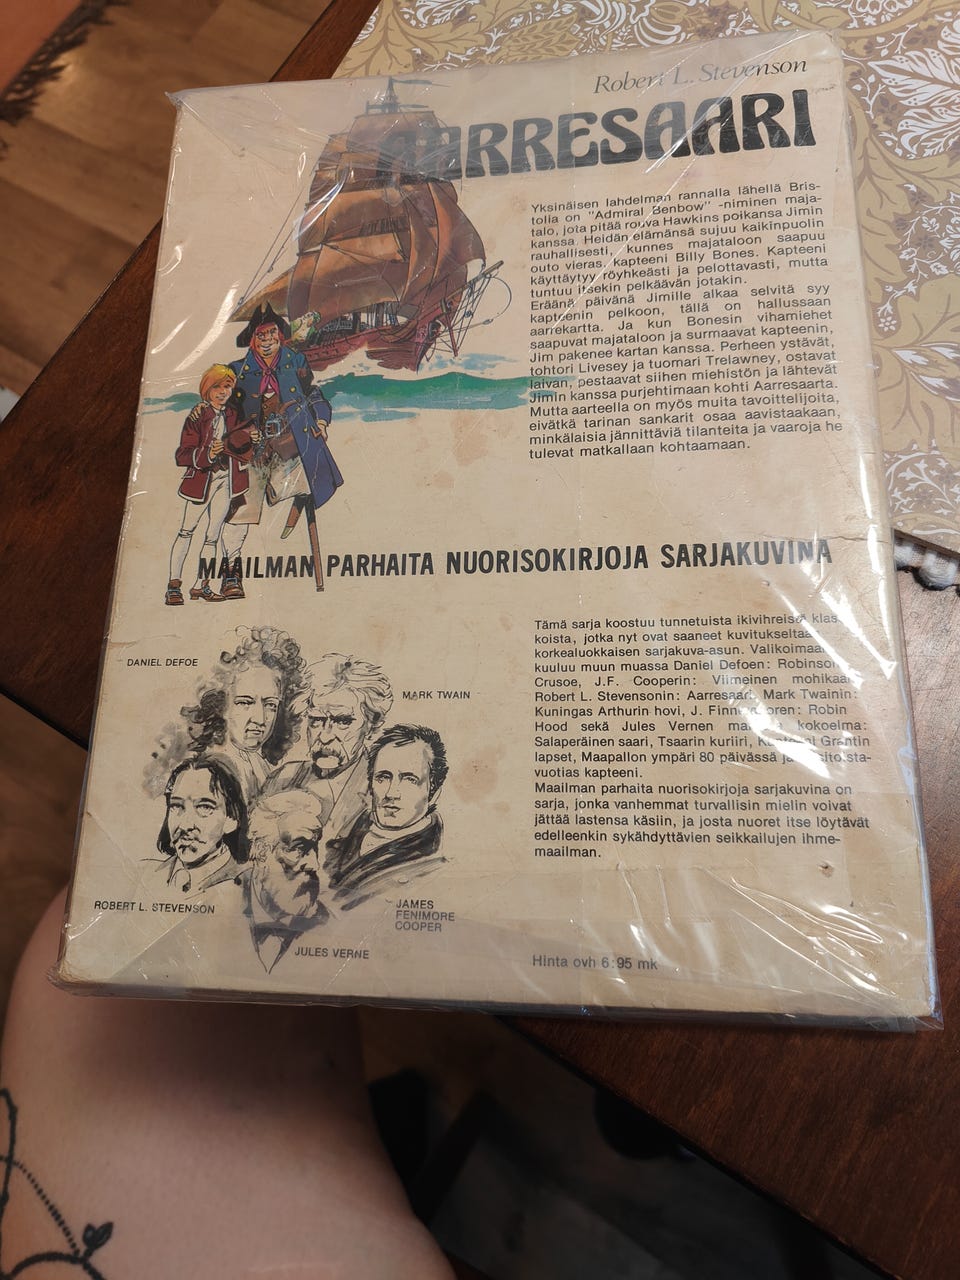 Robert L. Stevenson
AARRESAARI
Yksinäisen lahdelman rannalla lähellä Bris-
tolia on "Admiral Benbow" -niminen maja-
talo, jota pitää rouva Hawkins poikansa Jimin
kanssa. Heidän elämänsä sujuu kaikinpuolin
rauhallisesti, kunnes majataloon saapuu
outo vieras, kapteeni Billy Bones. Kapteeni
käyttäytyy röyhkeästi ja pelottavasti, mutta
tuntuu itsekin pelkäävän jotakin.
Eräänä päivänä Jimille alkaa selvitä syy
kapteenin pelkoon, tällä on hallussaan
aarrekartta. Ja kun Bonesin vihamiehet
saapuvat majataloon ja surmaavat kapteenin,
Jim pakenee kartan kanssa. Perheen ystävät,
tohtori Livesey ja tuomari Trelawney, ostavat
laivan, pestaavat siihen miehistön ja lähtevät
Jimin kanssa purjehtimaan kohti Aarresaarta.
Mutta aarteella on myös muita tavoittelijoita,
eivätkä tarinan sankarit osaa aavistaakaan,
minkälaisia jännittäviä tilanteita ja vaaroja he
tulevat matkallaan kohtaamaan.
MAAILMAN PARHAITA NUORISOKIRJOJA SARJAKUVINA
Tämä sarja koostuu tunnetuista ikivihreistä klas-
koista, jotka nyt ovat saaneet kuvitukseltaan
korkealuokkaisen sarjakuva-asun. Valikoimaan
kuuluu muun muassa Daniel Defoen: Robinson
Crusoe, J.F. Cooperin: Viimeinen mohikaani
Robert L. Stevensonin: Aarresaari, Mark Twainin:
Kuningas Arthurin hovi, J. Finn oren: Robin
Hood sekä Jules Vernen kokoelma:
Salaperäinen saari, Tsaarin kuriiri, Kapteeni Grantin
lapset, Maapallon ympäri 80 päivässä ja
vuotias kapteeni.
Maailman parhaita nuorisokirjoja sarjakuvina on
sarja, jonka vanhemmat turvallisin mielin voivat
jättää lastensa käsiin, ja josta nuoret itse löytävät
edelleenkin sykähdyttävien seikkailujen ihme-
maailman.
DANIEL DEFOE
MARK TWAIN
ROBERT L. STEVENSON
JAMES
FENIMORE
COOPER
JULES VERNE
Hinta ovh 6:95 mk